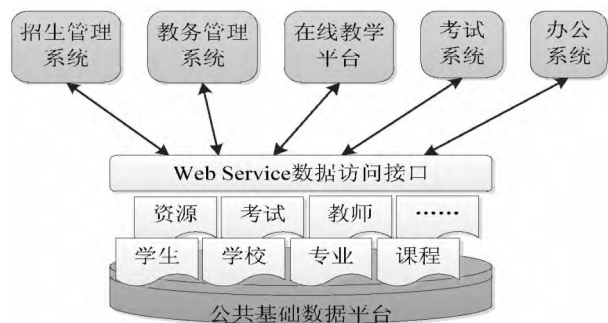 招生管理 教务管理 在线教学 考试 办公
系统 系统 平台 系统 系统
Web Service数据访问接口
资源 考试 教师 ……
学生 学校 专业 课程
公共基础数据平台